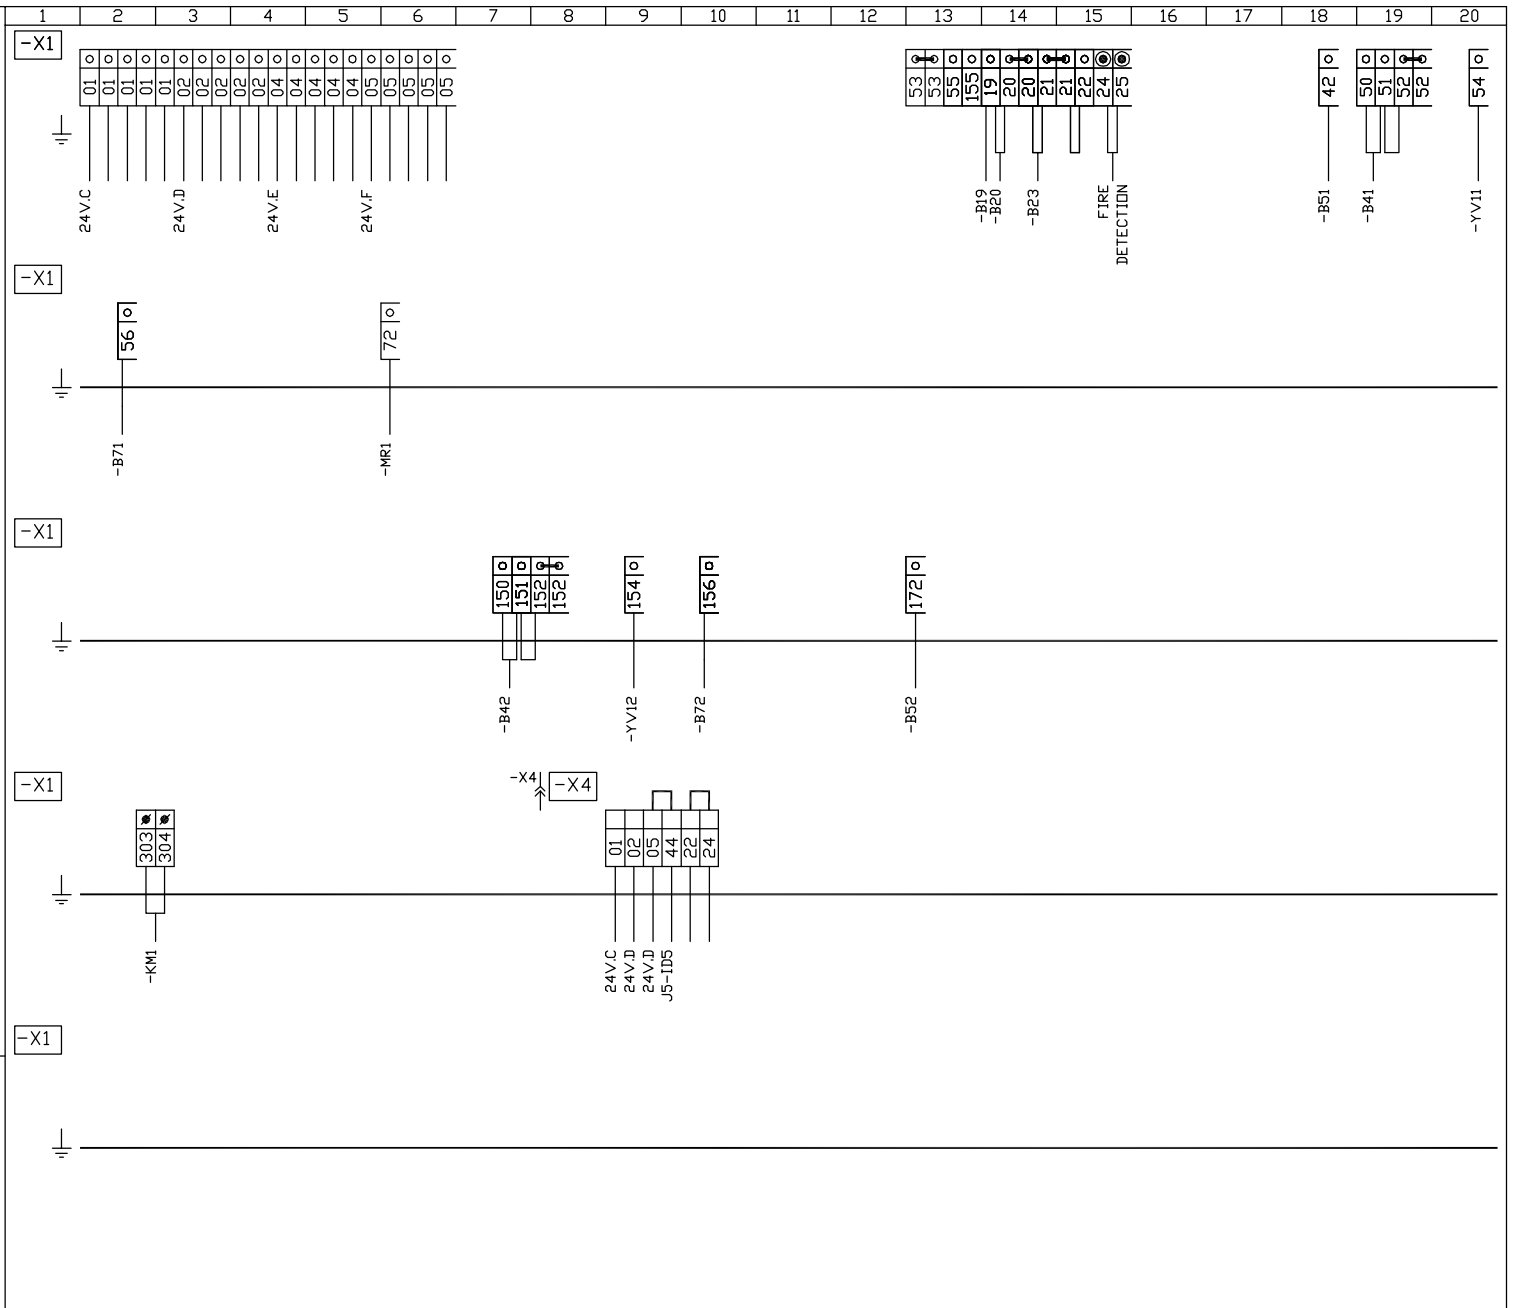 1 2 3 4 5 6 7 8 9 10 11 12 13 14 15 16 17 18 19 20
-X1
01 01 01 01 01 02 02 02 02 02 04 04 04 04 04 05 05 05 05 05
53 53 55 155 19 20 20 21 21 22 24 25
42
50 51 52 52
54
24V.C
24V.D
24V.E
24V.F
-B19
-B20
-B23
FIRE
DETECTION
-B51
-B41
-YV11
-X1
56
72
-B71
-MR1
-X1
150 151 152 152
154
156
172
-B42
-YV12
-B72
-B52
-X1
-X4
-X4
303 304
01 02 05 44 22 24
-KM1
24V.C
24V.D
24V.D
J5-ID5
-X1